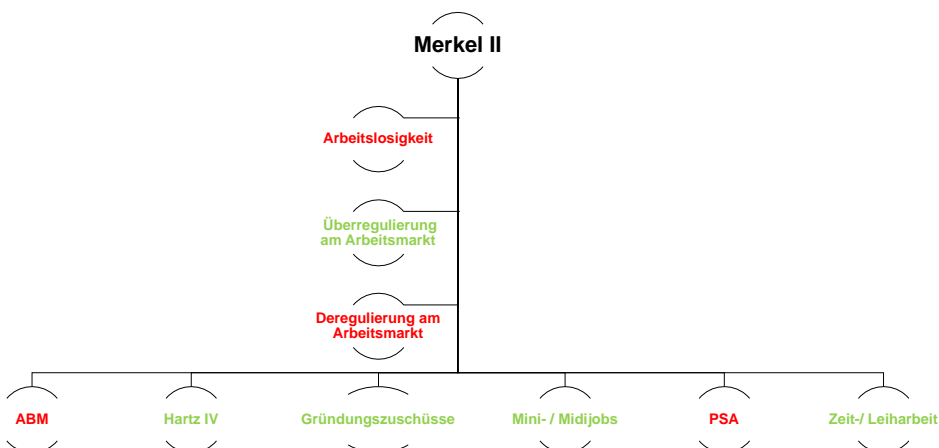 Merkel II
Arbeitslosigkeit
Überregulierung
am Arbeitsmarkt
Deregulierung am
Arbeitsmarkt
ABM
Hartz IV
Gründungszuschüsse
Mini- / Midijobs
PSA
Zeit-/ Leiharbeit